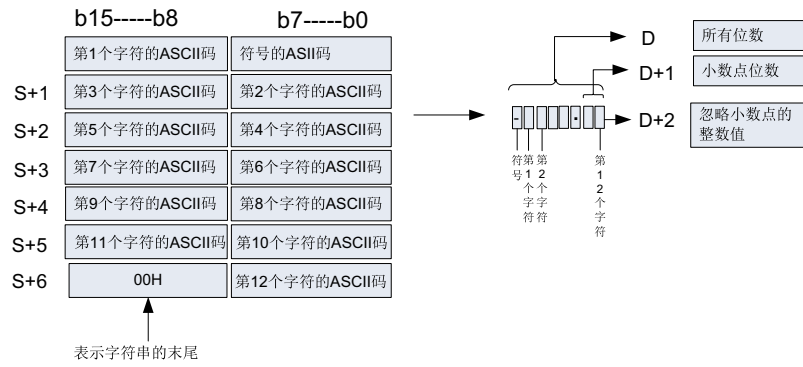 b15-----b8 b7-----b0
第1个字符的ASCII码 符号的ASII码
S+1 第3个字符的ASCII码 第2个字符的ASCII码
S+2 第5个字符的ASCII码 第4个字符的ASCII码
S+3 第7个字符的ASCII码 第6个字符的ASCII码
S+4 第9个字符的ASCII码 第8个字符的ASCII码
S+5 第11个字符的ASCII码 第10个字符的ASCII码
S+6 00H 第12个字符的ASCII码
表示字符串的末尾
D 所有位数
D+1 小数点位数
- . D+2 忽略小数点的
整数值
符号
第1个字符
第2个字符
第12个字符